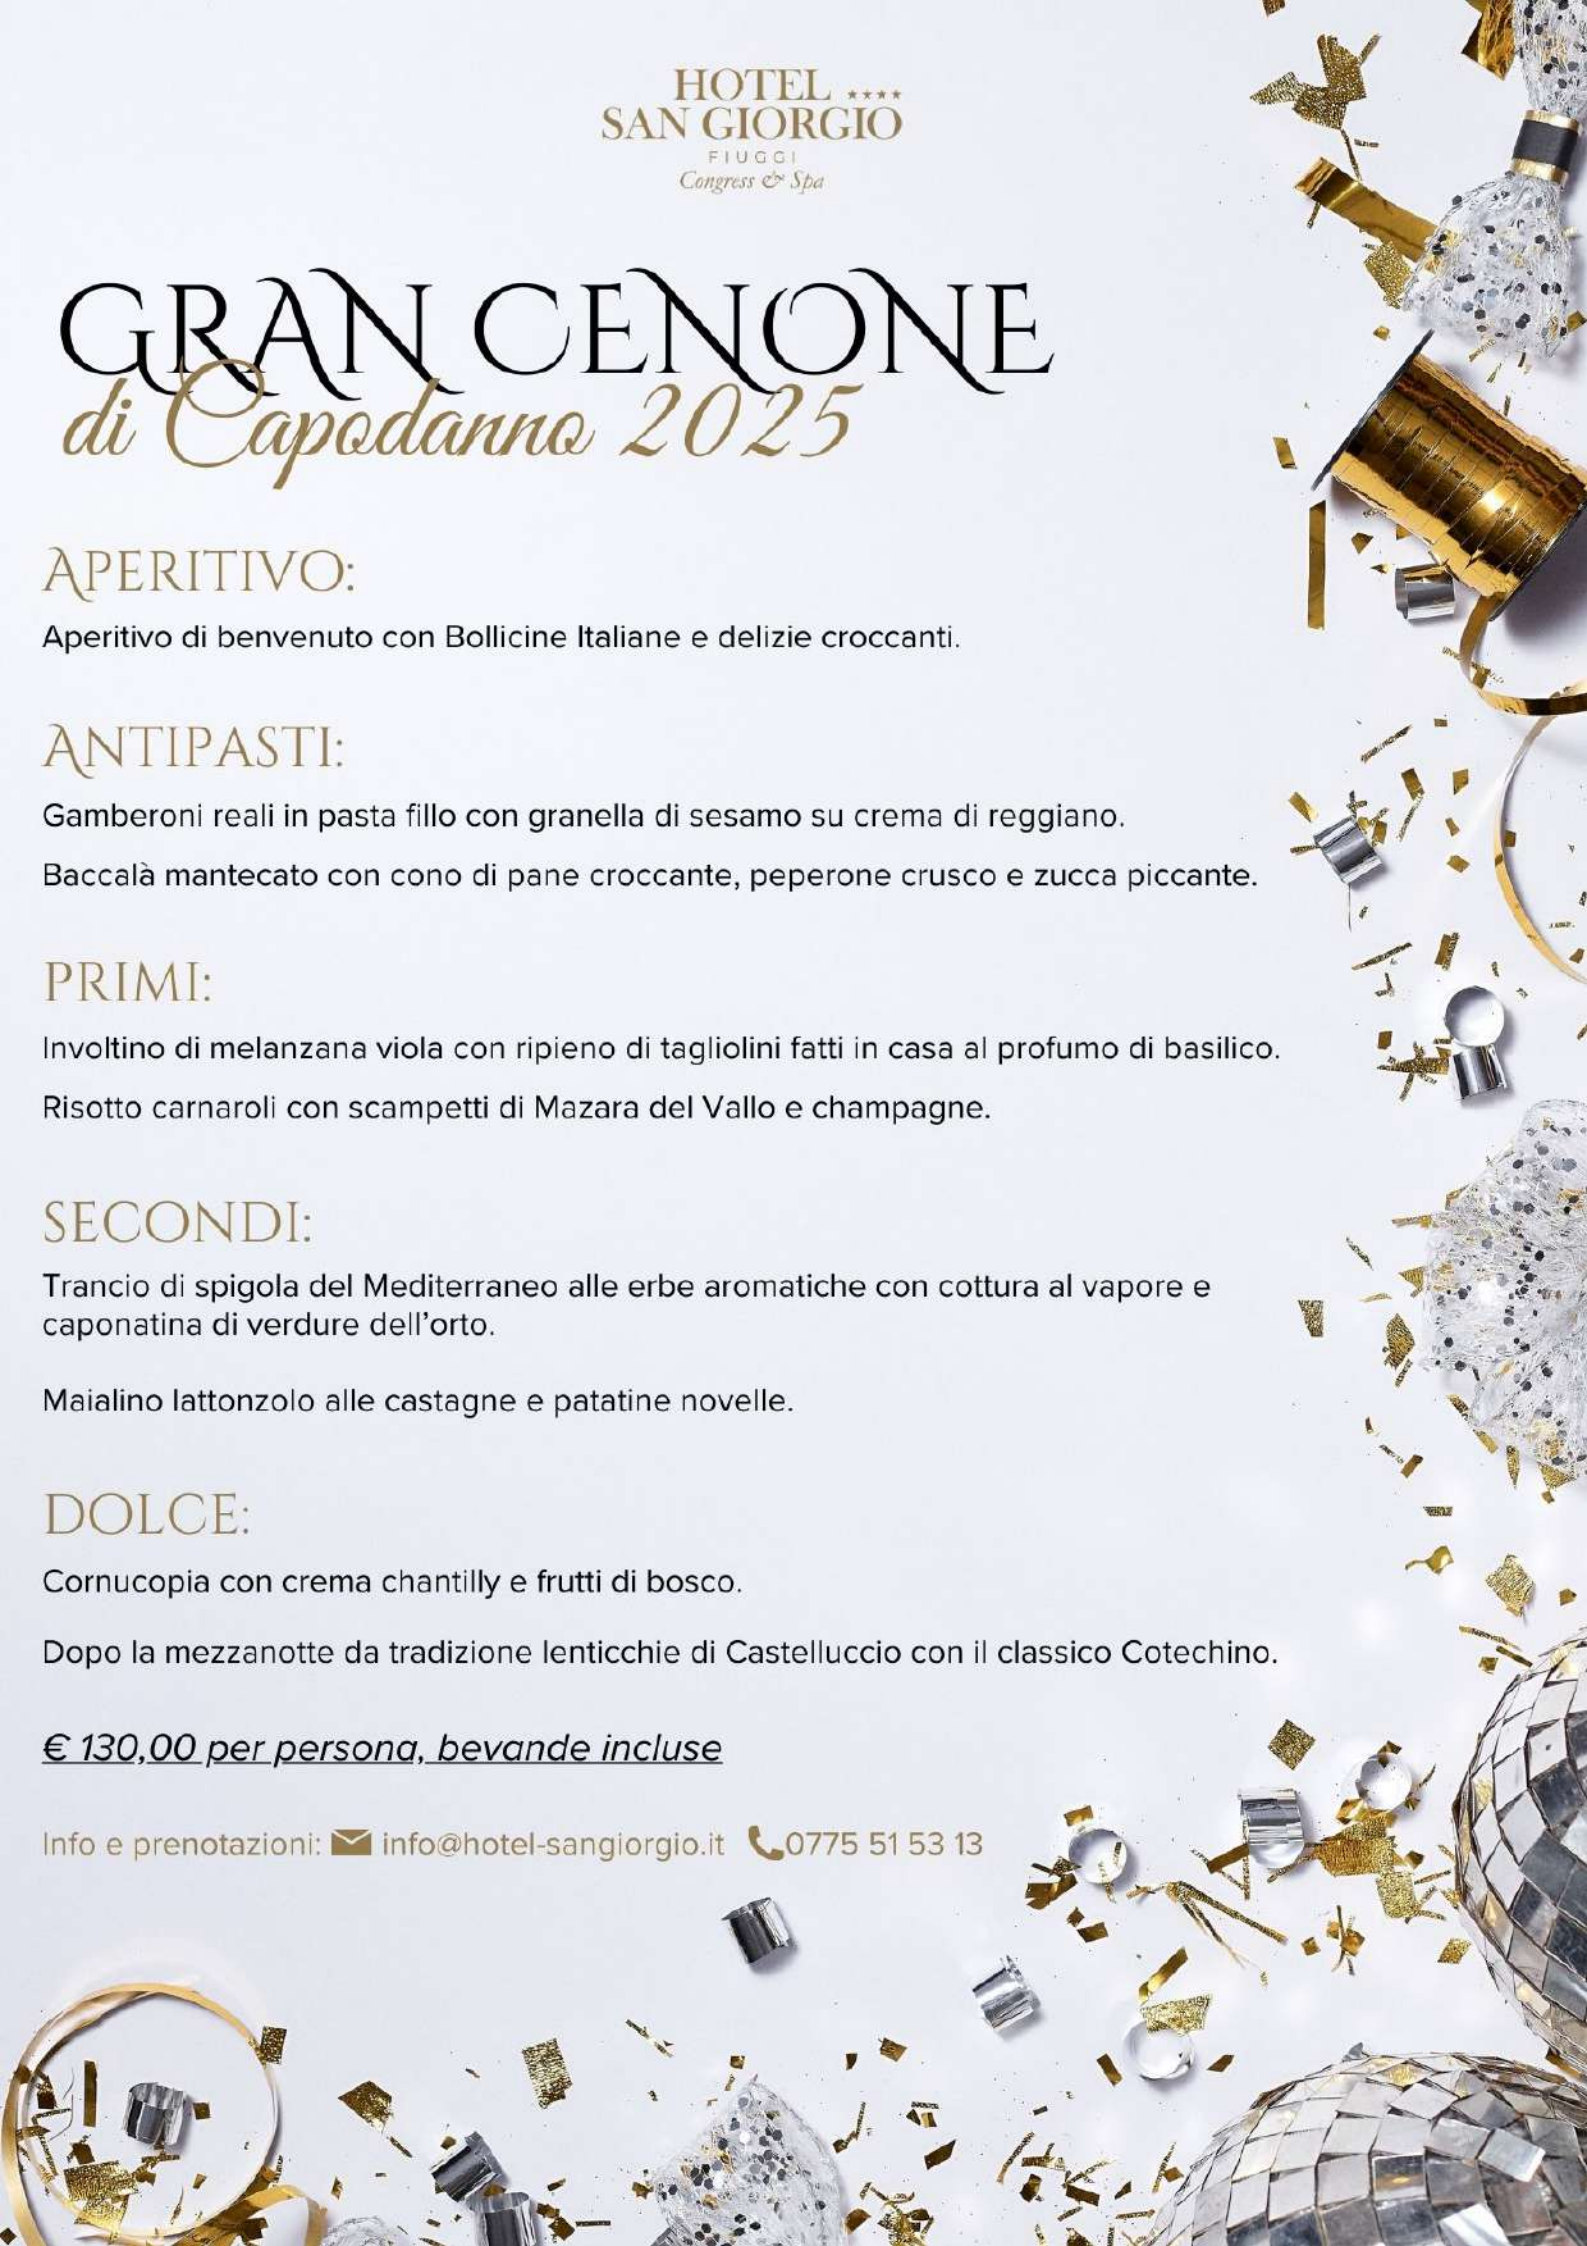 HOTEL ****
SAN GIORGIO
FIUGGI
Congress & Spa
GRAN CENONE
di Capodanno 2025
APERITIVO:
Aperitivo di benvenuto con Bollicine Italiane e delizie croccanti.
ANTIPASTI:
Gamberoni reali in pasta fillo con granella di sesamo su crema di reggiano.
Baccalà mantecato con cono di pane croccante, peperone crusco e zucca piccante.
PRIMI:
Involtino di melanzana viola con ripieno di tagliolini fatti in casa al profumo di basilico.
Risotto carnaroli con scampetti di Mazara del Vallo e champagne.
SECONDI:
Trancio di spigola del Mediterraneo alle erbe aromatiche con cottura al vapore e
caponatina di verdure dell'orto.
Maialino lattonzolo alle castagne e patatine novelle.
DOLCE:
Cornucopia con crema chantilly e frutti di bosco.
Dopo la mezzanotte da tradizione lenticchie di Castelluccio con il classico Cotechino.
€ 130,00 per persona, bevande incluse
Info e prenotazioni: info@hotel-sangiorgio.it 0775 51 53 13